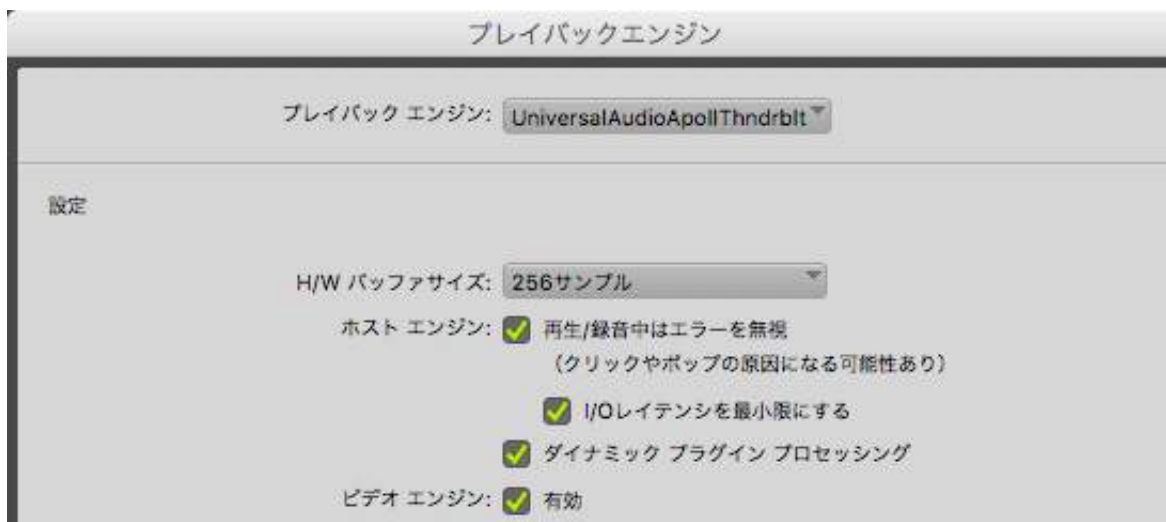 プレイバックエンジン
プレイバック エンジン: UniversalAudioApollThndrblt
設定
H/W バッファサイズ: 256サンプル
ホスト エンジン: 再生/録音中はエラーを無視
（クリックやポップの原因になる可能性あり）
I/Oレイテンシを最小限にする
ダイナミック プラグイン プロセッシング
ビデオ エンジン: 有効